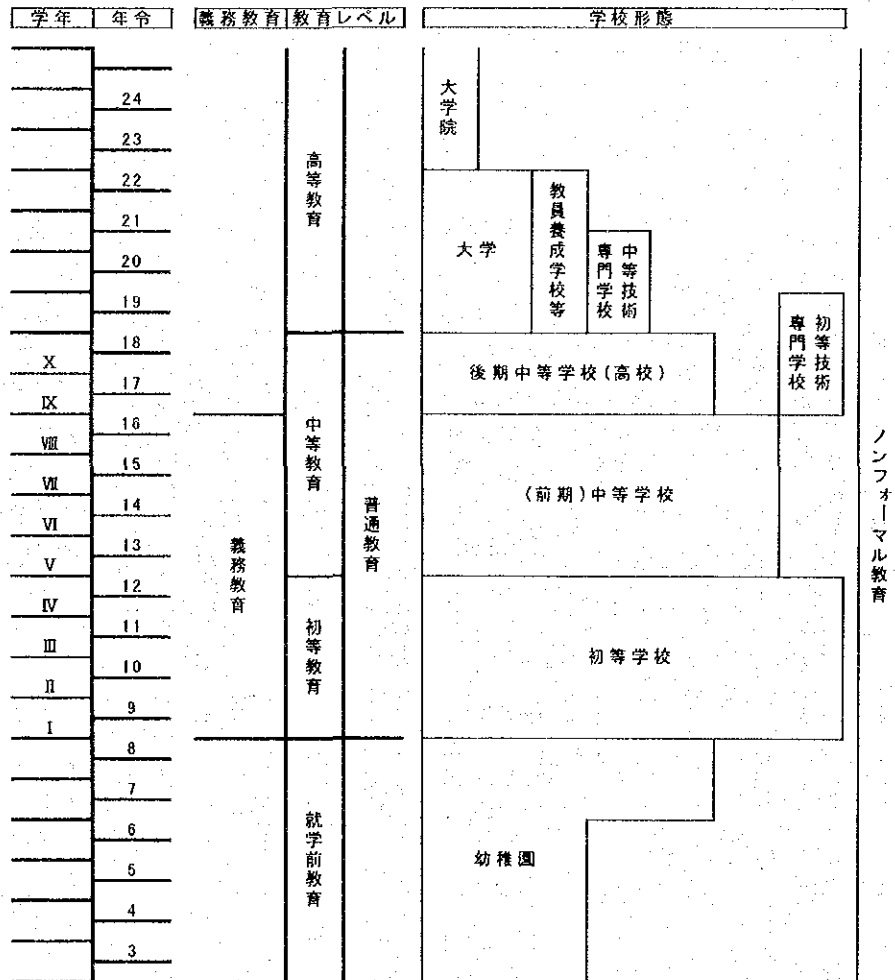 学年 年令 義務教育 教育レベル 学校形態
24
23
22
21
20
19
18
17
16
15
14
13
12
11
10
9
8
7
6
5
4
3
X
IX
VIII
VII
VI
V
IV
III
II
I
義務教育
高等教育
中等教育
初等教育
就学前教育
普通教育
大学院
大学
教員養成学校等
中等技術
専門学校
初等技術
専門学校
後期中等学校(高校)
(前期)中等学校
初等学校
幼稚園
ノンフォーマル教育